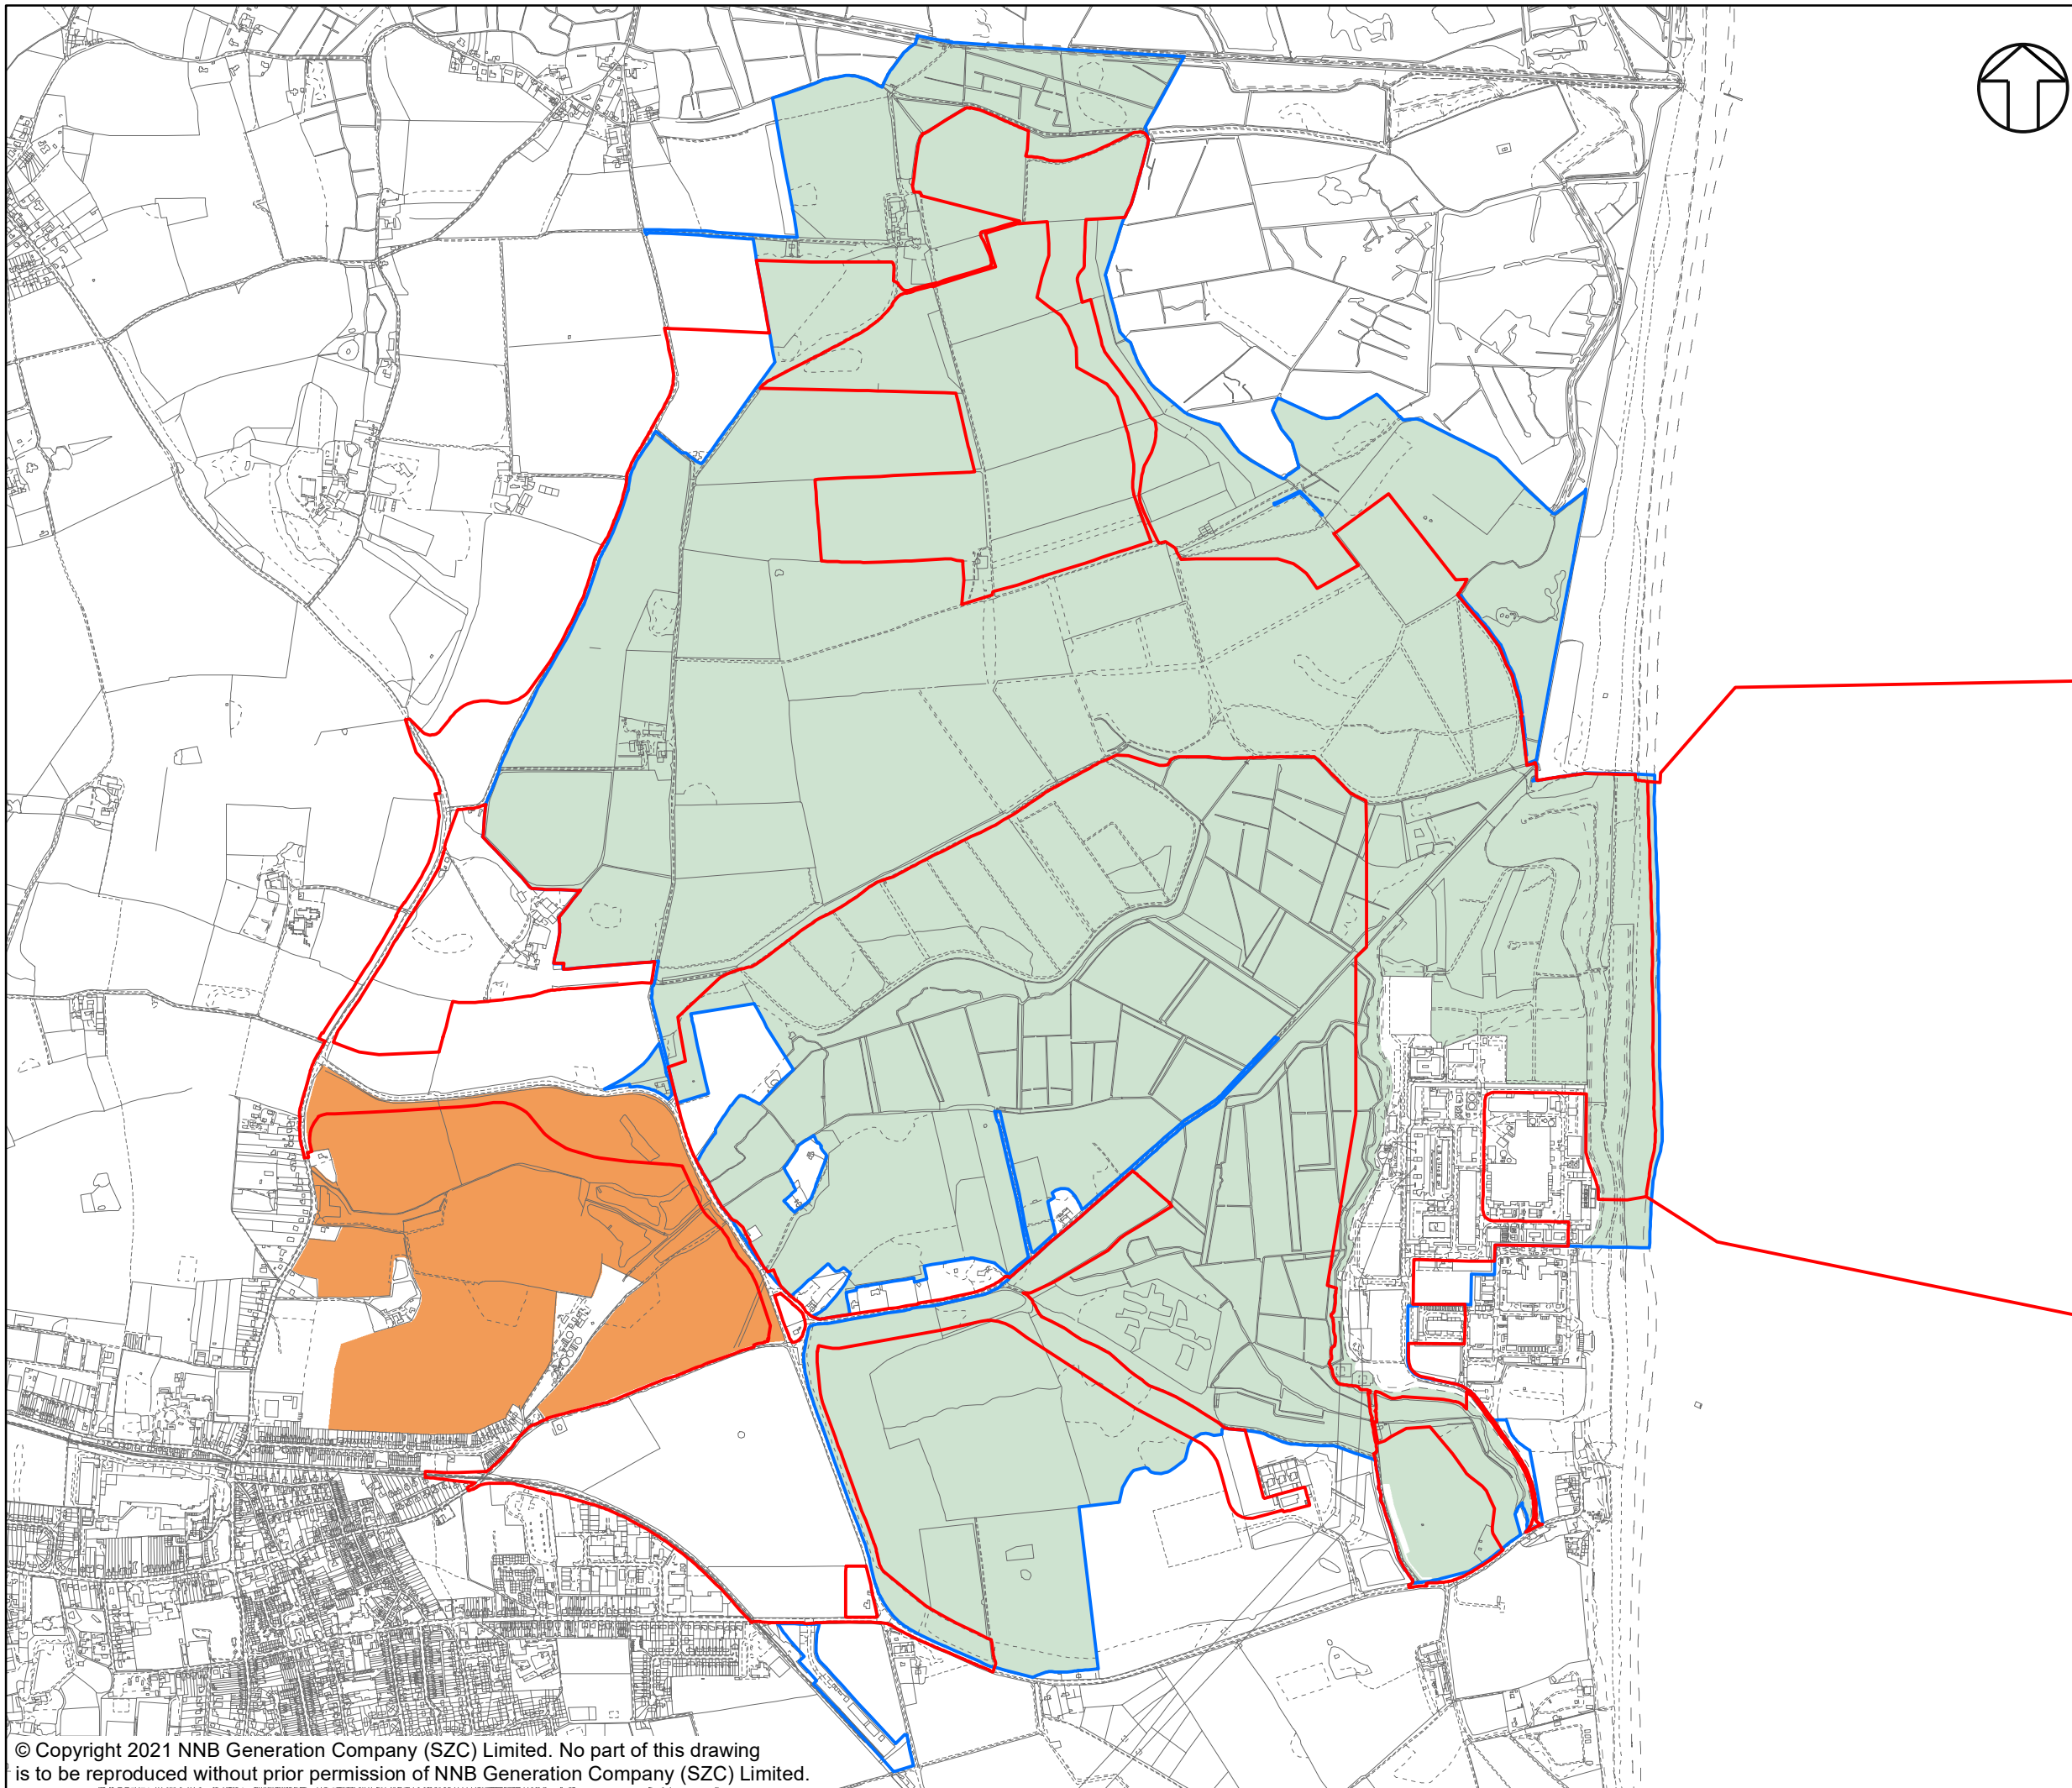 © Copyright 2021 NNB Generation Company (SZC) Limited. No part of this drawing
is to be reproduced without prior permission of NNB Generation Company (SZC) Limited.